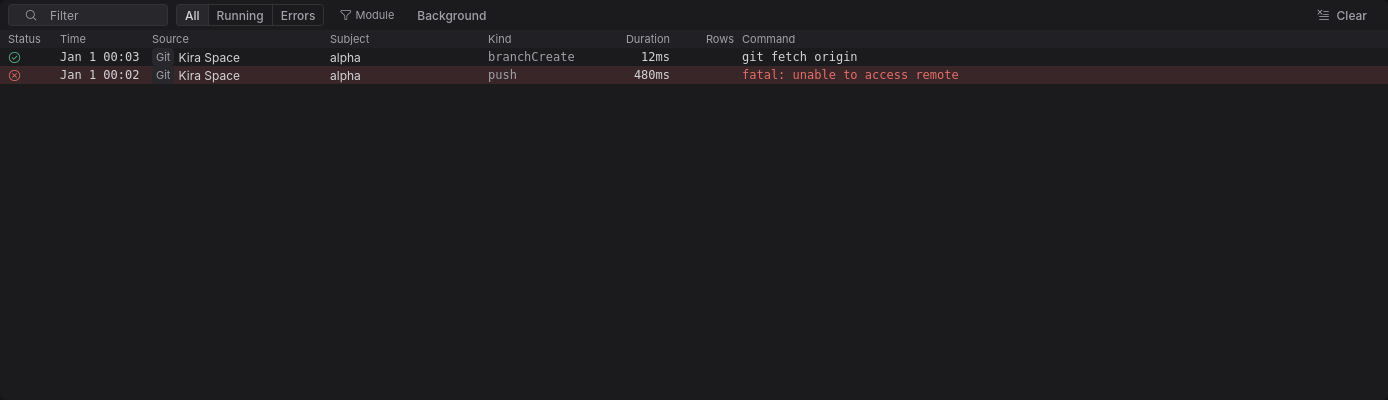 Filter All Running Errors Module Background Clear
Status Time Source Subject Kind Duration Rows Command
Jan 1 00:03 Git Kira Space alpha branchCreate 12ms git fetch origin
Jan 1 00:02 Git Kira Space alpha push 480ms fatal: unable to access remote